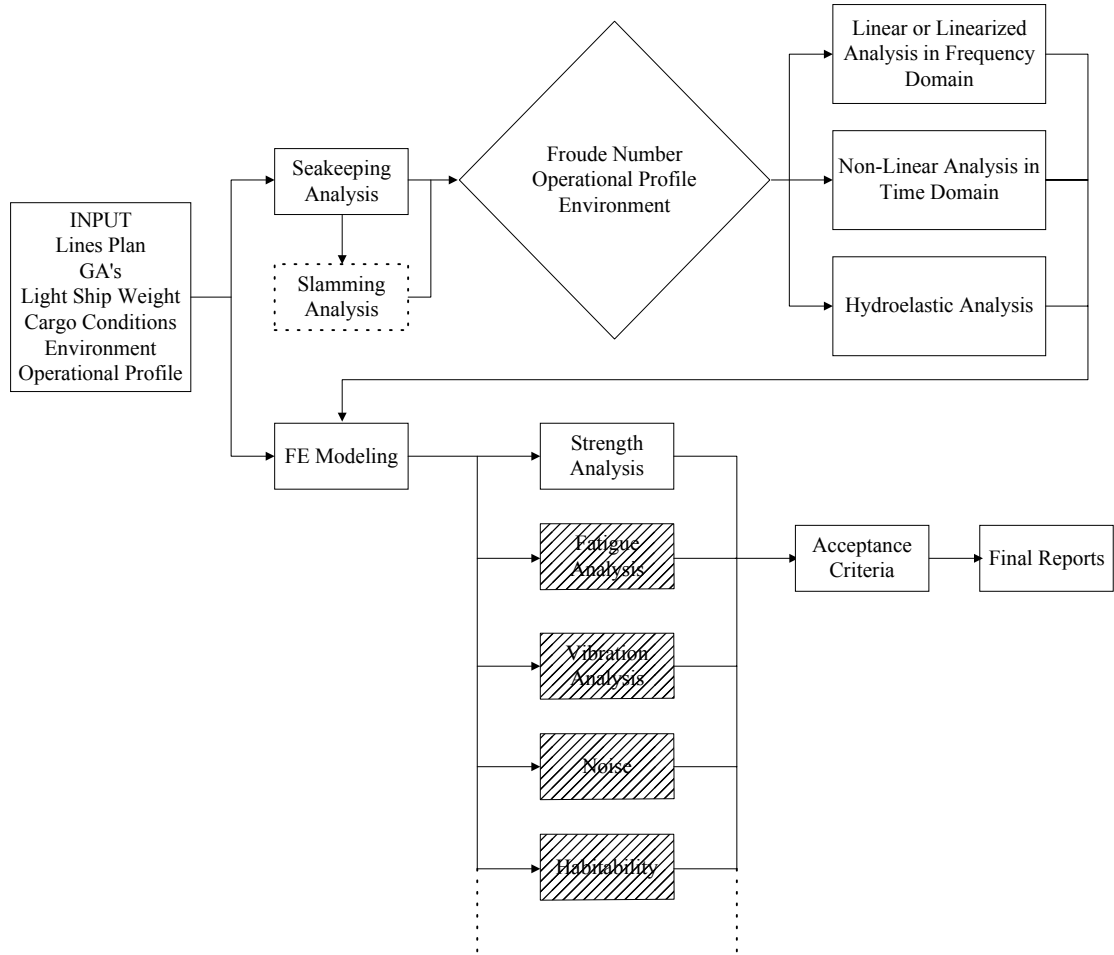 INPUT
Lines Plan
GA's
Light Ship Weight
Cargo Conditions
Environment
Operational Profile
Seakeeping
Analysis
Slamming
Analysis
Froude Number
Operational Profile
Environment
Linear or Linearized
Analysis in Frequency
Domain
Non-Linear Analysis in
Time Domain
Hydroelastic Analysis
FE Modeling
Strength
Analysis
Fatigue
Analysis
Vibration
Analysis
Noise
Habitability
Acceptance
Criteria
Final Reports